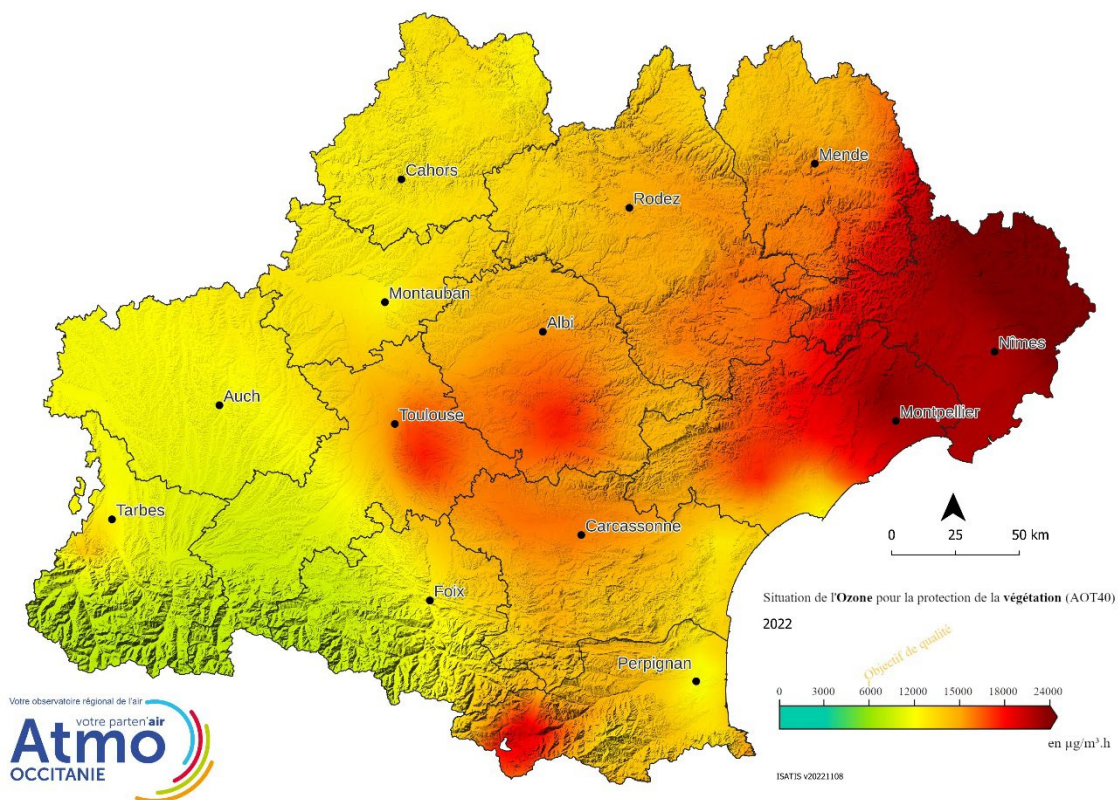 Cahors
Mende
Rodez
Montauban
Albi
Nîmes
Auch
Toulouse
Montpellier
Tarbes
Carcassonne
0 25 50 km
Foix
Situation de l'Ozone pour la protection de la végétation (AOT40)
2022
Perpignan
Objectif de qualité
0 3000 6000 12000 15000 18000 24000
en µg/m³.h
Votre observatoire régional de l'air
votre parten'air
Atmo
OCCITANIE
ISATIS v20221108